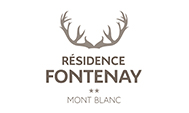 RÉSIDENCE
FONTENAY
★★
MONT BLANC